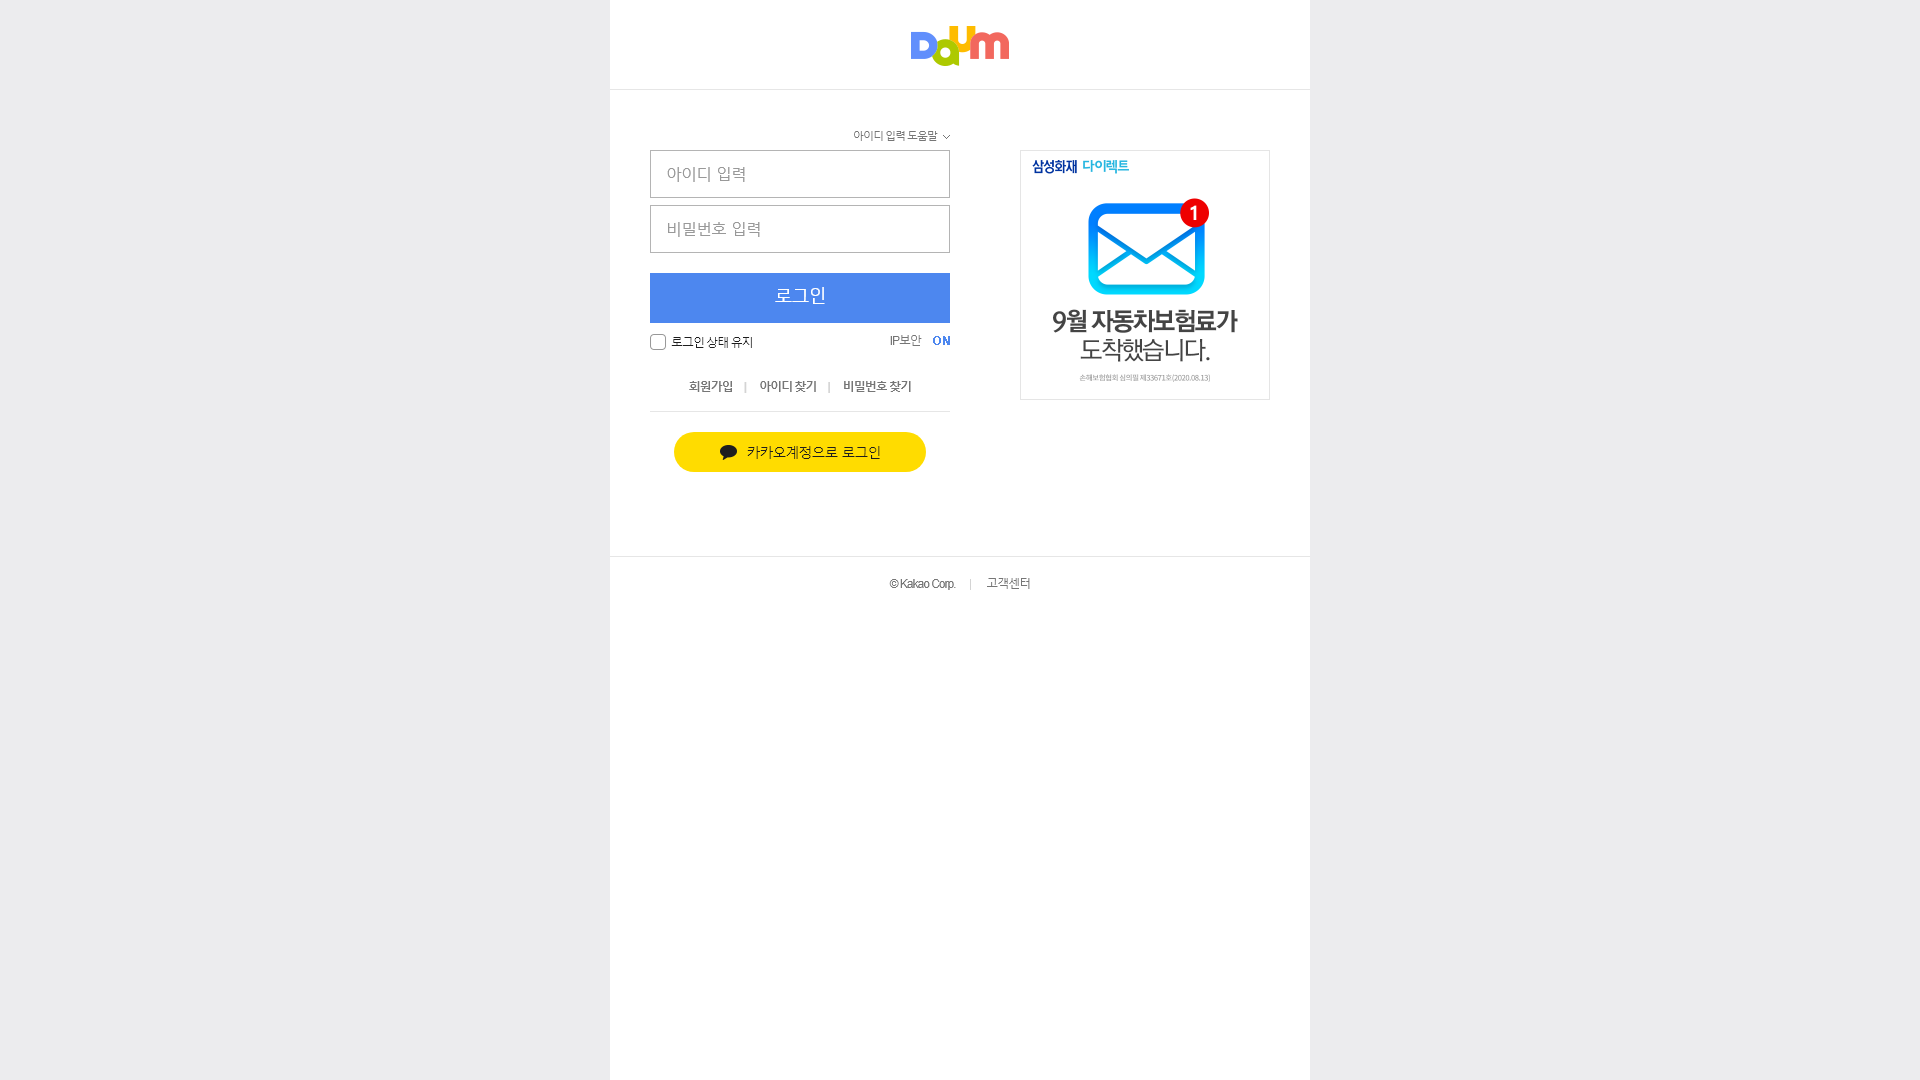 Daum
아이디 입력 도움말
아이디 입력
비밀번호 입력
로그인
로그인 상태 유지
IP보안 ON
회원가입 | 아이디 찾기 | 비밀번호 찾기
카카오계정으로 로그인
삼성화재 다이렉트
1
9월 자동차보험료가
도착했습니다.
손해보험협회 심의필 제33671호(2020.08.13)
© Kakao Corp. | 고객센터